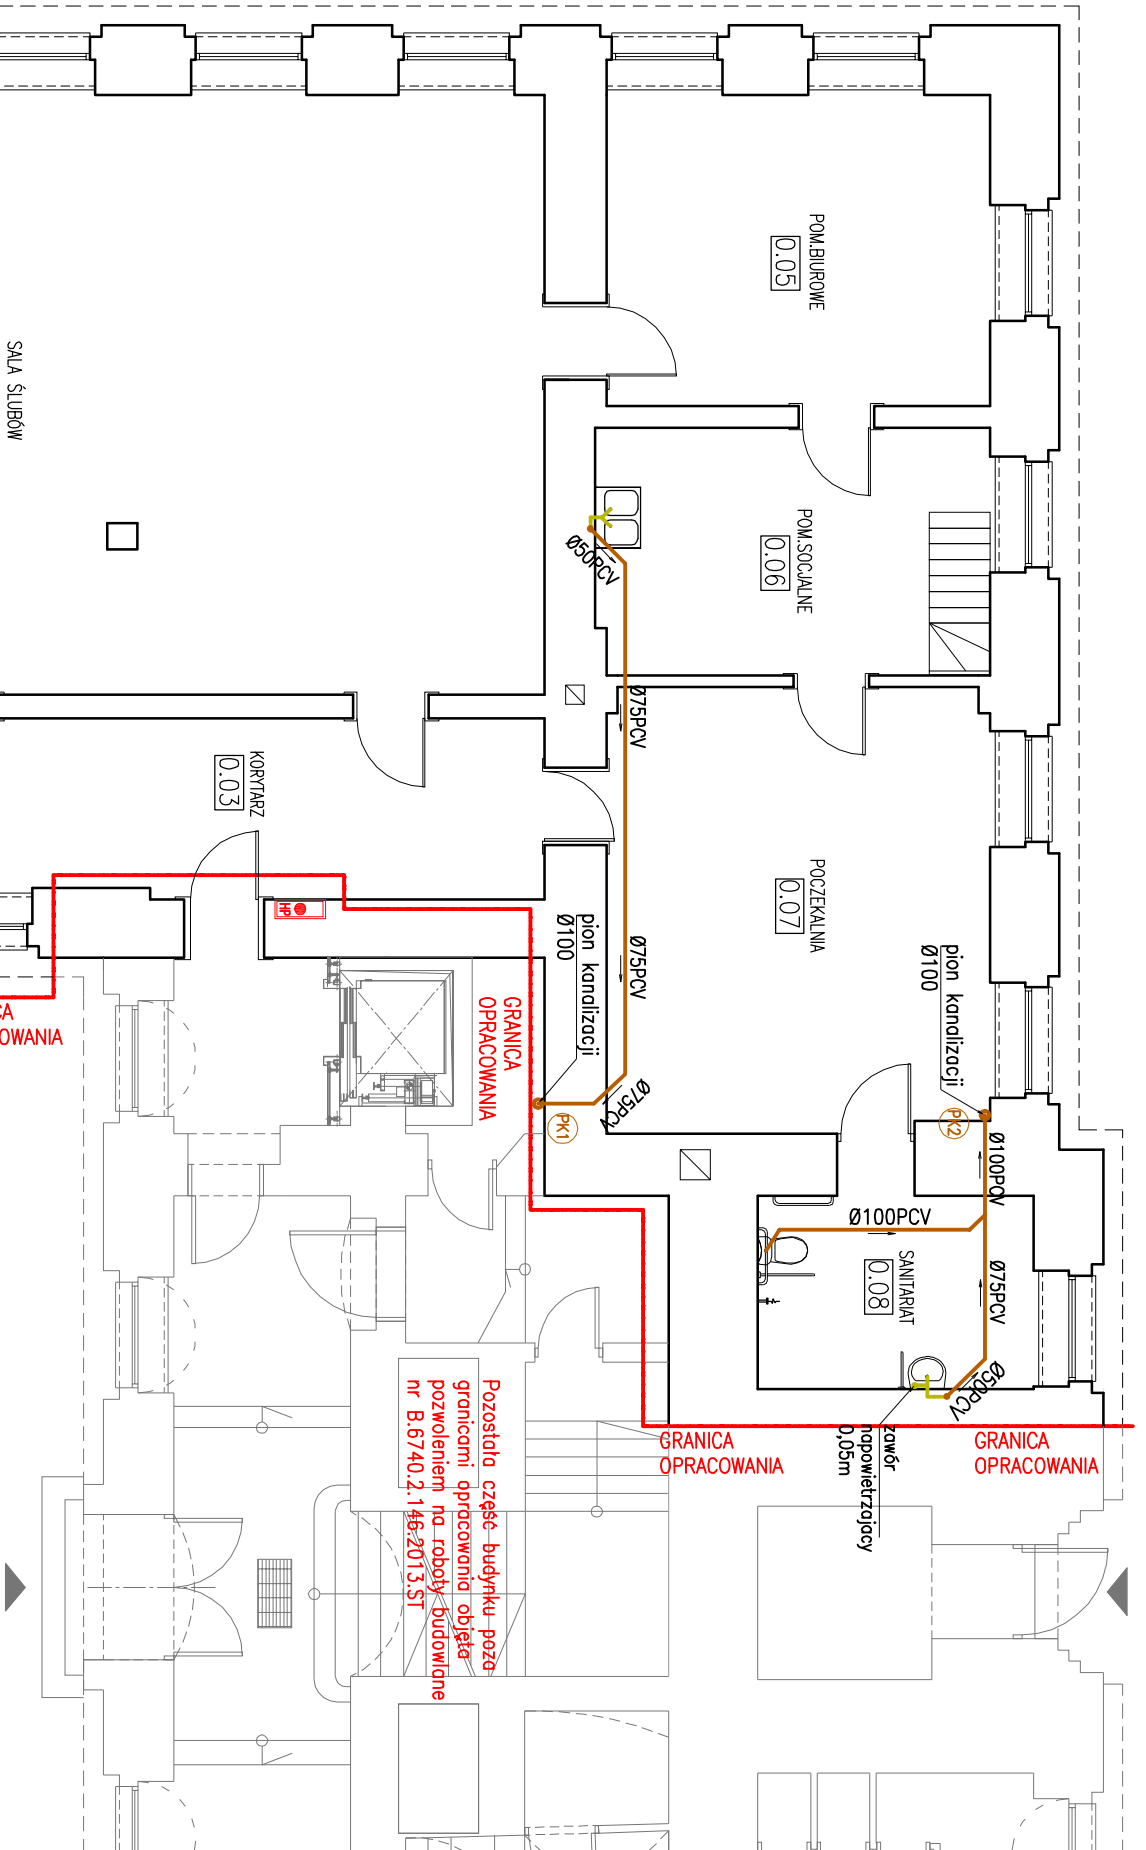 POM.BIUROWE
0.05
SALA ŚLUBÓW
POM.SOCJALNE
0.06
Ø50PCV
Ø75PCV
KORYTARZ
0.03
POCZEKALNIA
0.07
HP
pion kanalizacji
Ø100
pion kanalizacji
Ø100
Ø75PCV
Ø75PCV
PK1
PK2
GRANICA
OPRACOWANIA
CA
OWANIA
Ø100PCV
Ø100PCV
SANITARIAT
0.08
Ø75PCV
Ø50PCV
zawór
napowietrzający
0,05m
GRANICA
OPRACOWANIA
GRANICA
OPRACOWANIA
Pozostała część budynku poza
granicami opracowania objęta
pozwoleniem na roboty budowlane
nr B.6740.2.146.2013.ST